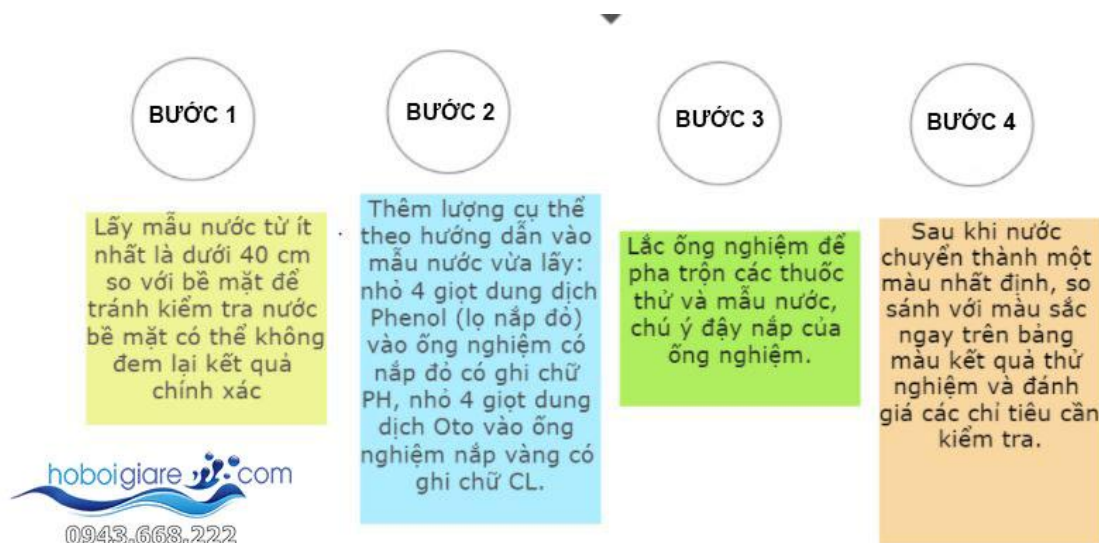 BƯỚC 1
Lấy mẫu nước từ ít
nhất là dưới 40 cm
so với bề mặt để
tránh kiểm tra nước
bề mặt có thể không
đem lại kết quả
chính xác
BƯỚC 2
Thêm lượng cụ thể
theo hướng dẫn vào
mẫu nước vừa lấy:
nhỏ 4 giọt dung dịch
Phenol (lọ nắp đỏ)
vào ống nghiệm có
nắp đỏ có ghi chữ
PH, nhỏ 4 giọt dung
dịch Oto vào ống
nghiệm nắp vàng có
ghi chữ CL.
BƯỚC 3
Lắc ống nghiệm để
pha trộn các thuốc
thử và mẫu nước,
chú ý đậy nắp của
ống nghiệm.
BƯỚC 4
Sau khi nước
chuyển thành một
màu nhất định, so
sánh với màu sắc
ngay trên bảng
màu kết quả thử
nghiệm và đánh
giá các chỉ tiêu cần
kiểm tra.
hoboigiare.com
0943.668.222